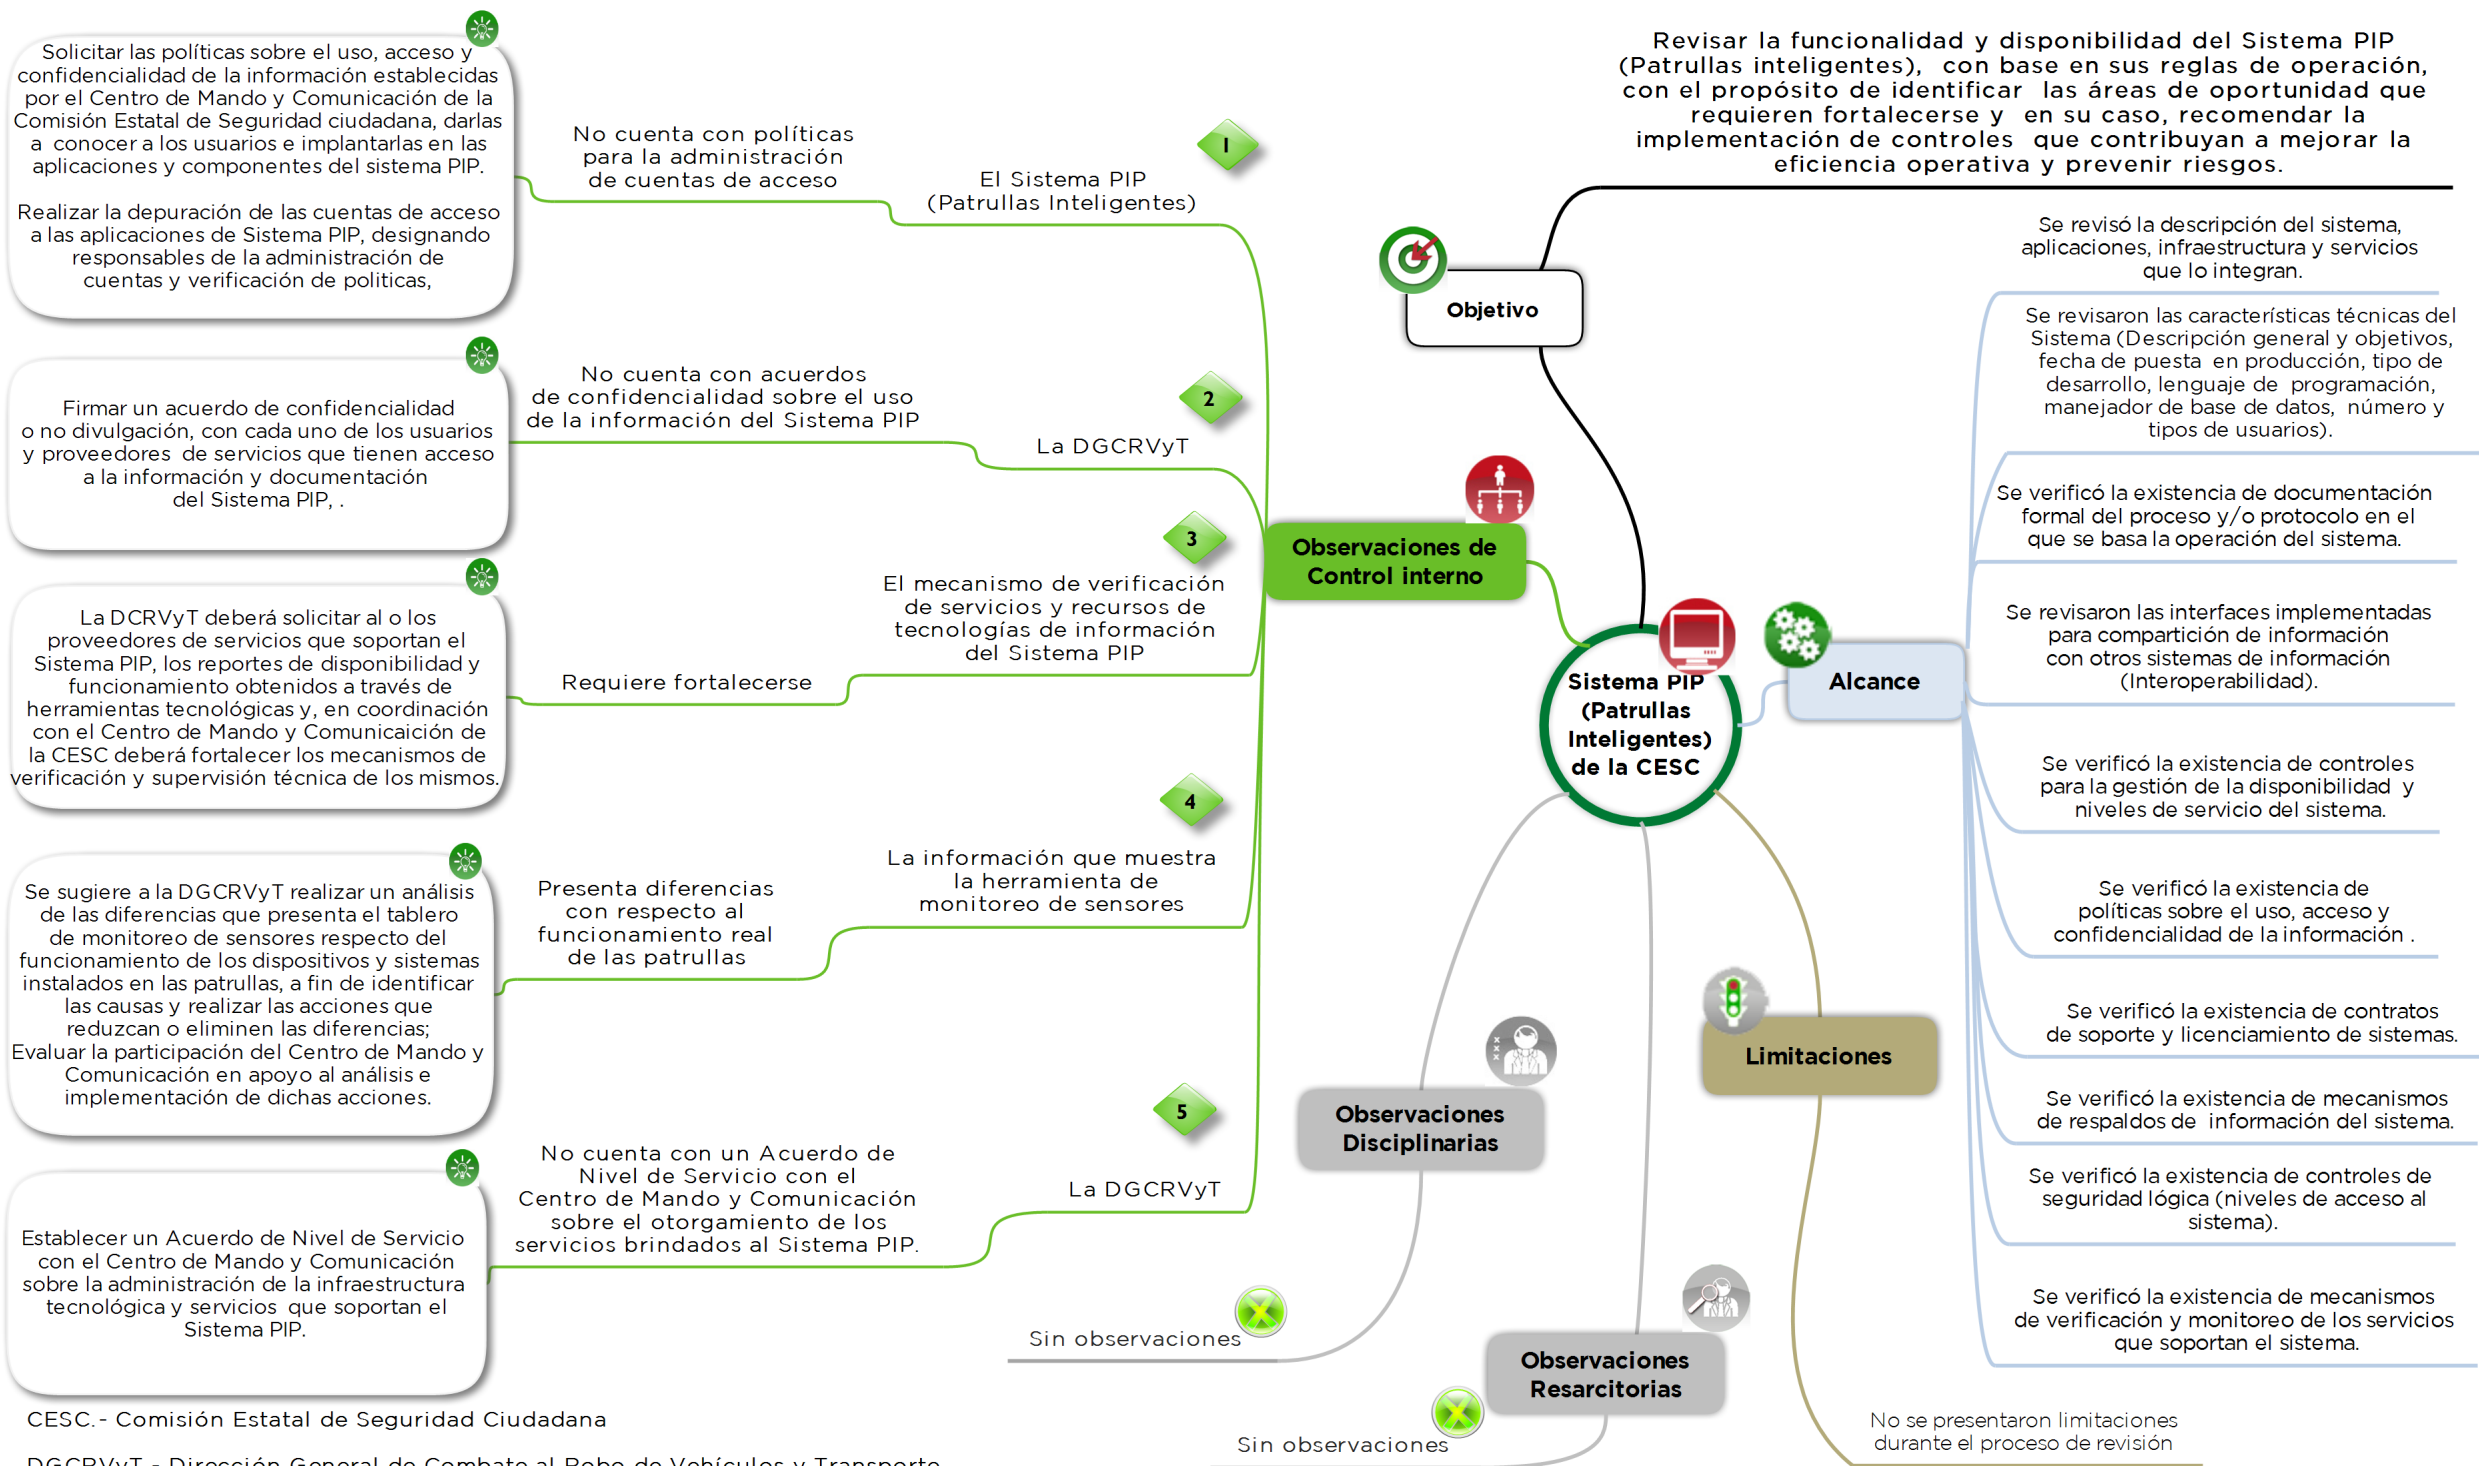 Revisar la funcionalidad y disponibilidad del Sistema PIP
(Patrullas inteligentes), con base en sus reglas de operación,
con el propósito de identificar las áreas de oportunidad que
requieren fortalecerse y en su caso, recomendar la
implementación de controles que contribuyan a mejorar la
eficiencia operativa y prevenir riesgos.
Objetivo
Sistema PIP
(Patrullas
Inteligentes)
de la CESC
Observaciones de
Control interno
1
El Sistema PIP
(Patrullas Inteligentes)
No cuenta con políticas
para la administración
de cuentas de acceso
Solicitar las políticas sobre el uso, acceso y
confidencialidad de la información establecidas
por el Centro de Mando y Comunicación de la
Comisión Estatal de Seguridad ciudadana, darlas
a conocer a los usuarios e implantarlas en las
aplicaciones y componentes del sistema PIP.
Realizar la depuración de las cuentas de acceso
a las aplicaciones de Sistema PIP, designando
responsables de la administración de
cuentas y verificación de politicas,
2
La DGCRVyT
No cuenta con acuerdos
de confidencialidad sobre el uso
de la información del Sistema PIP
Firmar un acuerdo de confidencialidad
o no divulgación, con cada uno de los usuarios
y proveedores de servicios que tienen acceso
a la información y documentación
del Sistema PIP, .
3
El mecanismo de verificación
de servicios y recursos de
tecnologías de información
del Sistema PIP
Requiere fortalecerse
La DCRVyT deberá solicitar al o los
proveedores de servicios que soportan el
Sistema PIP, los reportes de disponibilidad y
funcionamiento obtenidos a través de
herramientas tecnológicas y, en coordinación
con el Centro de Mando y Comunicaición de
la CESC deberá fortalecer los mecanismos de
verificación y supervisión técnica de los mismos.
4
La información que muestra
la herramienta de
monitoreo de sensores
Presenta diferencias
con respecto al
funcionamiento real
de las patrullas
Se sugiere a la DGCRVyT realizar un análisis
de las diferencias que presenta el tablero
de monitoreo de sensores respecto del
funcionamiento de los dispositivos y sistemas
instalados en las patrullas, a fin de identificar
las causas y realizar las acciones que
reduzcan o eliminen las diferencias;
Evaluar la participación del Centro de Mando y
Comunicación en apoyo al análisis e
implementación de dichas acciones.
5
La DGCRVyT
No cuenta con un Acuerdo de
Nivel de Servicio con el
Centro de Mando y Comunicación
sobre el otorgamiento de los
servicios brindados al Sistema PIP.
Establecer un Acuerdo de Nivel de Servicio
con el Centro de Mando y Comunicación
sobre la administración de la infraestructura
tecnológica y servicios que soportan el
Sistema PIP.
Alcance
Se revisó la descripción del sistema,
aplicaciones, infraestructura y servicios
que lo integran.
Se revisaron las características técnicas del
Sistema (Descripción general y objetivos,
fecha de puesta en producción, tipo de
desarrollo, lenguaje de programación,
manejador de base de datos, número y
tipos de usuarios).
Se verificó la existencia de documentación
formal del proceso y/o protocolo en el
que se basa la operación del sistema.
Se revisaron las interfaces implementadas
para compartición de información
con otros sistemas de información
(Interoperabilidad).
Se verificó la existencia de controles
para la gestión de la disponibilidad y
niveles de servicio del sistema.
Se verificó la existencia de
políticas sobre el uso, acceso y
confidencialidad de la información .
Se verificó la existencia de contratos
de soporte y licenciamiento de sistemas.
Se verificó la existencia de mecanismos
de respaldos de información del sistema.
Se verificó la existencia de controles de
seguridad lógica (niveles de acceso al
sistema).
Se verificó la existencia de mecanismos
de verificación y monitoreo de los servicios
que soportan el sistema.
Limitaciones
No se presentaron limitaciones
durante el proceso de revisión
Observaciones
Disciplinarias
Sin observaciones
Observaciones
Resarcitorias
Sin observaciones
CESC.- Comisión Estatal de Seguridad Ciudadana
DGCRVyT.- Dirección General de Combate al Robo de Vehículos y Transporte